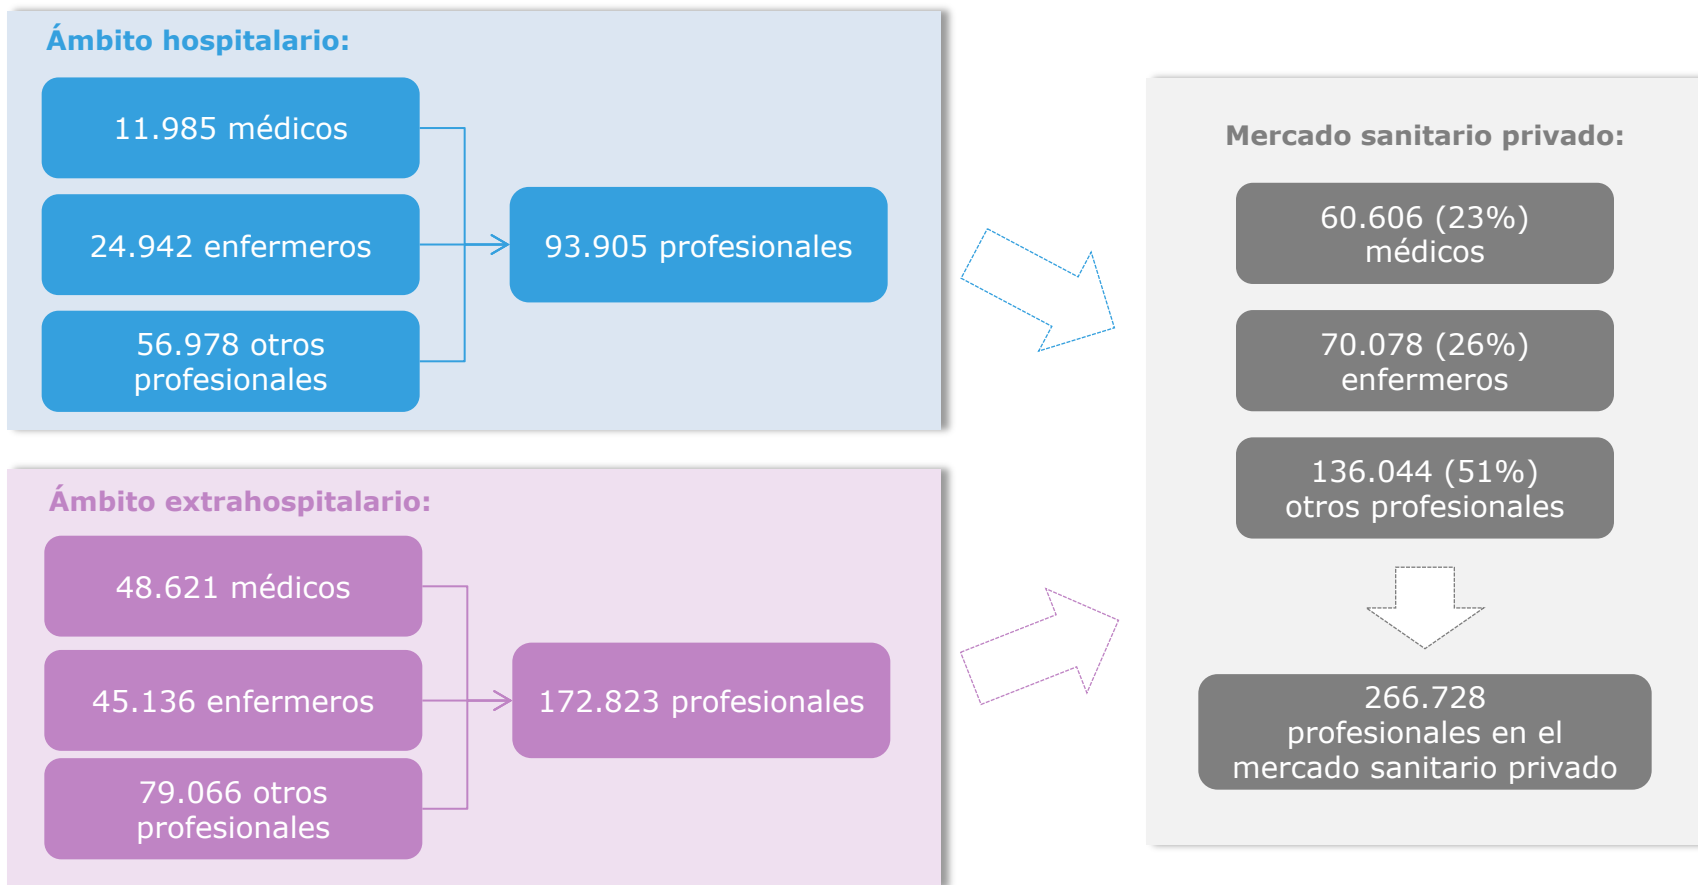 Ámbito hospitalario:
11.985 médicos
24.942 enfermeros
56.978 otros
profesionales
93.905 profesionales
Ámbito extrahospitalario:
48.621 médicos
45.136 enfermeros
79.066 otros
profesionales
172.823 profesionales
Mercado sanitario privado:
60.606 (23%)
médicos
70.078 (26%)
enfermeros
136.044 (51%)
otros profesionales
266.728
profesionales en el
mercado sanitario privado